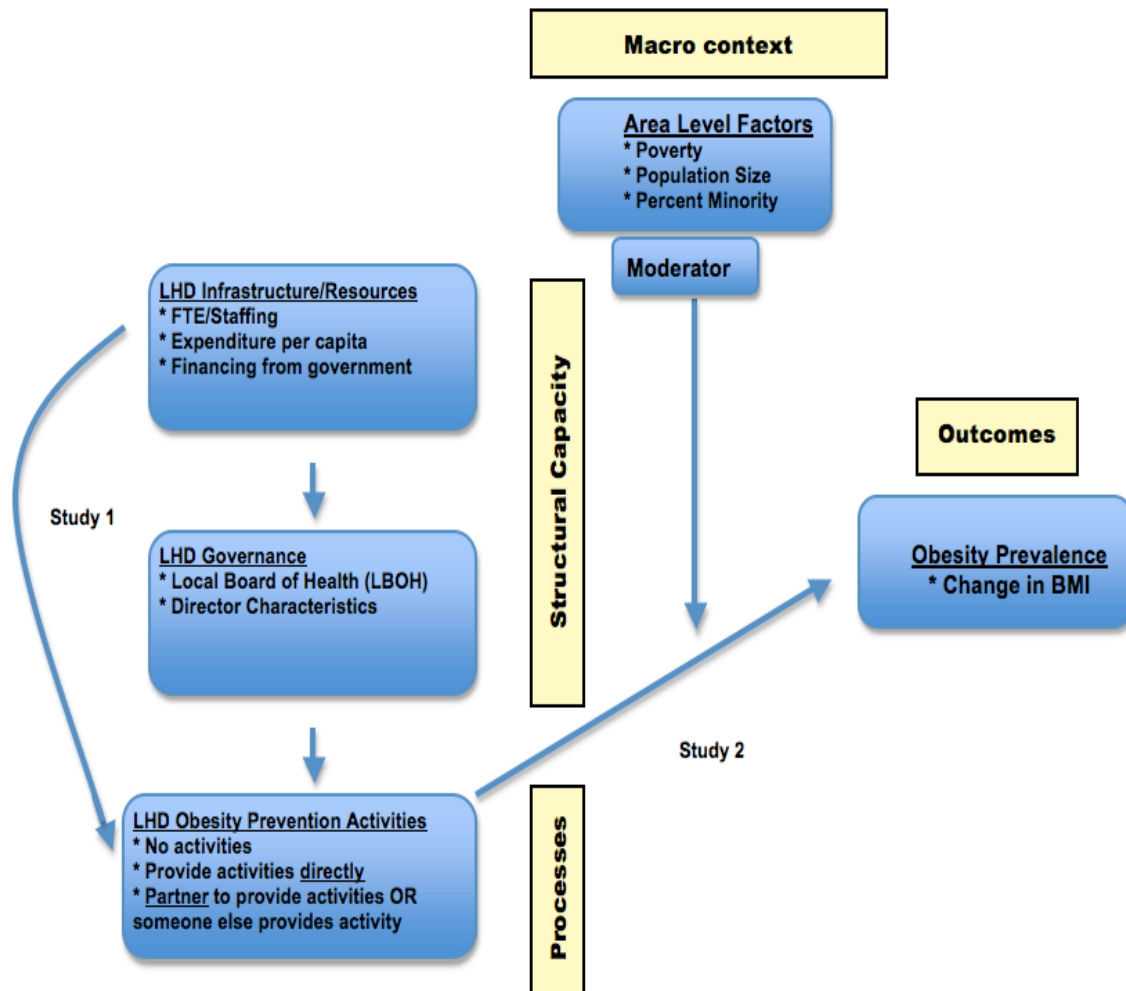 Macro context
Area Level Factors
* Poverty
* Population Size
* Percent Minority
Moderator
LHD Infrastructure/Resources
* FTE/Staffing
* Expenditure per capita
* Financing from government
Structural Capacity
Outcomes
Study 1
LHD Governance
* Local Board of Health (LBOH)
* Director Characteristics
Obesity Prevalence
* Change in BMI
Study 2
LHD Obesity Prevention Activities
* No activities
* Provide activities directly
* Partner to provide activities OR
someone else provides activity
Processes